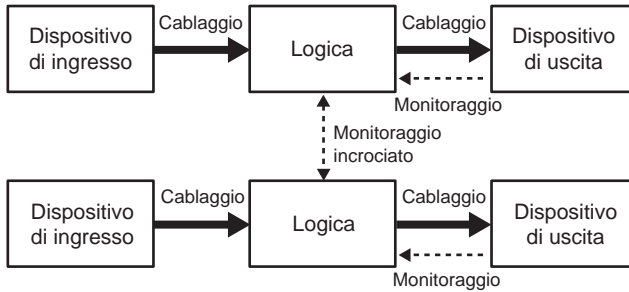 Cablaggio
Cablaggio
Dispositivo
di ingresso
Logica
Dispositivo
di uscita
Monitoraggio
Monitoraggio
incrociato
Cablaggio
Cablaggio
Dispositivo
di ingresso
Logica
Dispositivo
di uscita
Monitoraggio